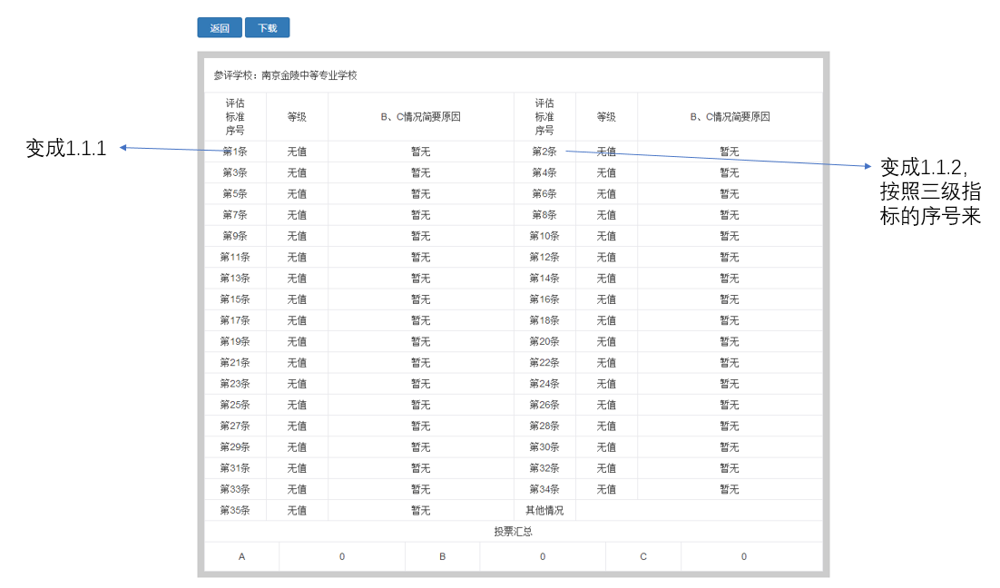 返回 下载
参评学校：南京金陵中等专业学校
评估
标准
序号
等级
B、C情况简要原因
评估
标准
序号
等级
B、C情况简要原因
变成1.1.1
第1条 无值 暂无 第2条 无值 暂无
变成1.1.2,
按照三级指
标的序号来
第3条 无值 暂无 第4条 无值 暂无
第5条 无值 暂无 第6条 无值 暂无
第7条 无值 暂无 第8条 无值 暂无
第9条 无值 暂无 第10条 无值 暂无
第11条 无值 暂无 第12条 无值 暂无
第13条 无值 暂无 第14条 无值 暂无
第15条 无值 暂无 第16条 无值 暂无
第17条 无值 暂无 第18条 无值 暂无
第19条 无值 暂无 第20条 无值 暂无
第21条 无值 暂无 第22条 无值 暂无
第23条 无值 暂无 第24条 无值 暂无
第25条 无值 暂无 第26条 无值 暂无
第27条 无值 暂无 第28条 无值 暂无
第29条 无值 暂无 第30条 无值 暂无
第31条 无值 暂无 第32条 无值 暂无
第33条 无值 暂无 第34条 无值 暂无
第35条 无值 暂无 其他情况
投票汇总
A 0 B 0 C 0